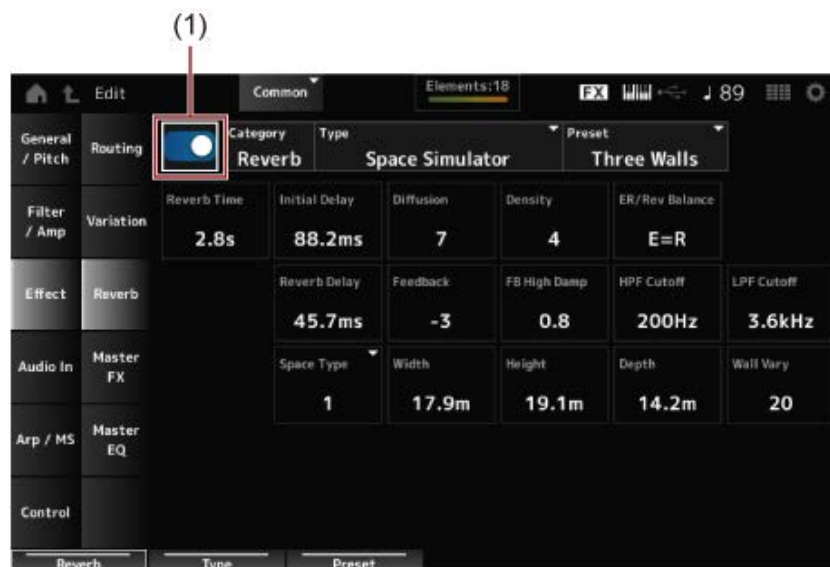 (1)
Edit
Common
Elements:18
FX
89
General / Pitch
Routing
Category
Reverb
Type
Space Simulator
Preset
Three Walls
Filter / Amp
Variation
Reverb Time
2.8s
Initial Delay
88.2ms
Diffusion
7
Density
4
ER/Rev Balance
E=R
Effect
Reverb
Reverb Delay
45.7ms
Feedback
-3
FB High Damp
0.8
HPF Cutoff
200Hz
LPF Cutoff
3.6kHz
Audio In
Master FX
Space Type
1
Width
17.9m
Height
19.1m
Depth
14.2m
Wall Vary
20
Arp / MS
Master EQ
Control
Reverb
Type
Preset